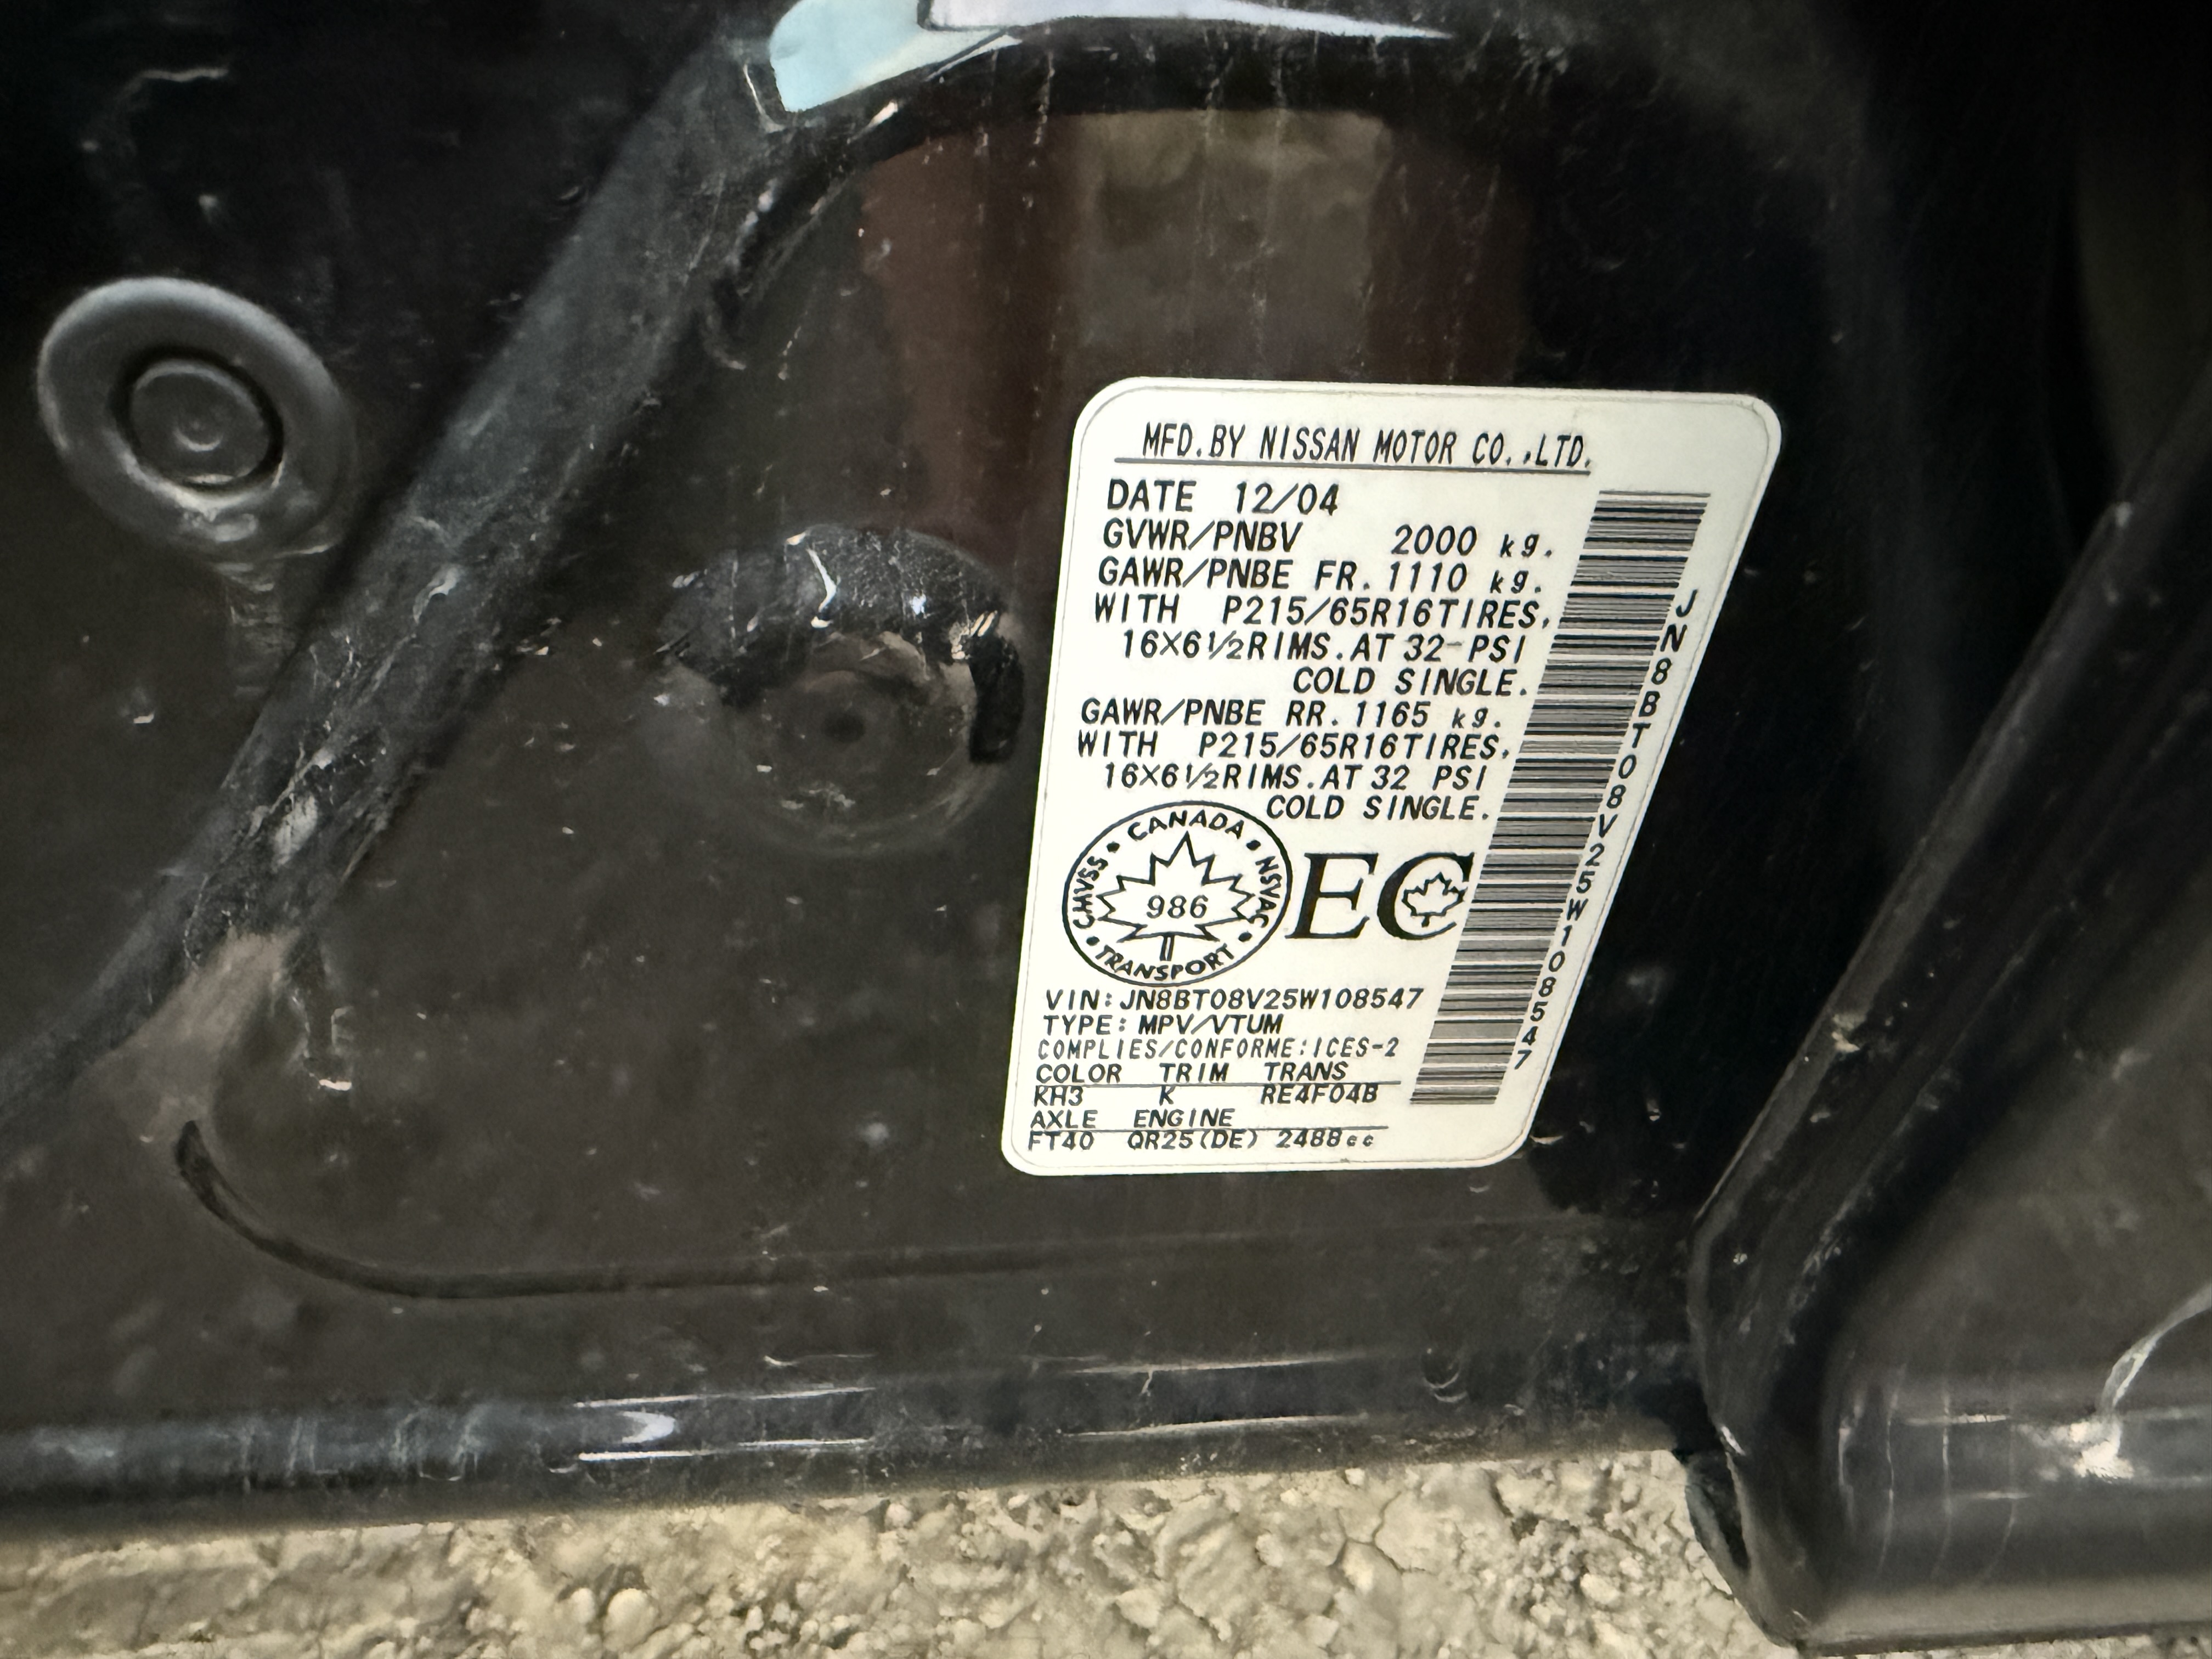 MFD.BY NISSAN MOTOR CO.,LTD.
DATE 12/04
GVWR/PNBV 2000 kg.
GAWR/PNBE FR. 1110 kg.
WITH P215/65R16TIRES,
16X6½RIMS.AT 32 PSI
COLD SINGLE.
GAWR/PNBE RR. 1165 kg.
WITH P215/65R16TIRES,
16X6½RIMS.AT 32 PSI
COLD SINGLE.
CANADA
CMVSS NSVAC
986
TRANSPORT
EC
VIN:JN8BT08V25W108547
TYPE:MPV/VTUM
COMPLIES/CONFORME:ICES-2
COLOR TRIM TRANS
KH3 K RE4F04B
AXLE ENGINE
FT40 QR25(DE) 2488cc
JN8BT08V25W108547